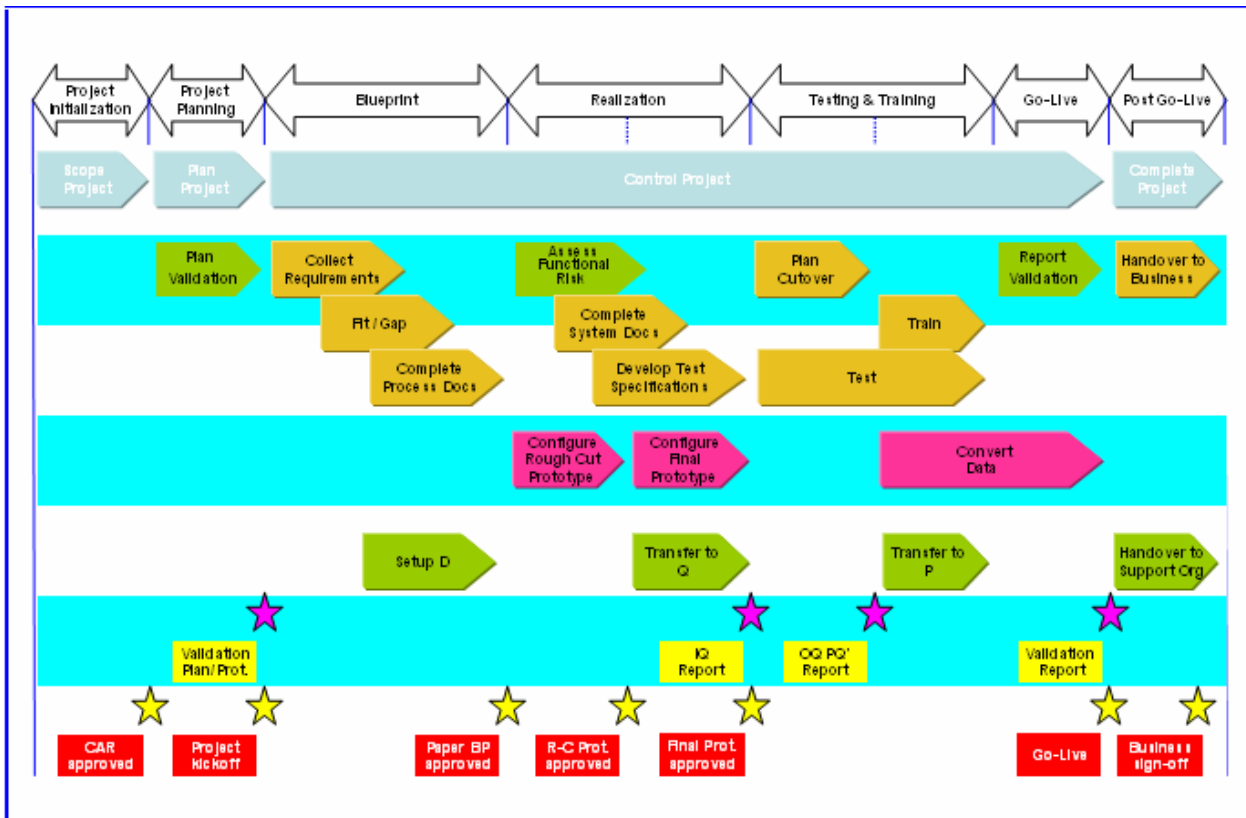 Project
Initialization
Project
Planning
Blueprint
Realization
Testing & Training
Go-Live
Post Go-Live
Scope
Project
Plan
Project
Control Project
Complete
Project
Plan
Validation
Collect
Requirements
Assess
Functional
Risk
Plan
Cutover
Report
Validation
Handover to
Business
Fit / Gap
Complete
System Docs
Train
Complete
Process Docs
Develop Test
Specifications
Test
Configure
Rough Cut
Prototype
Configure
Final
Prototype
Convert
Data
Setup D
Transfer to
Q
Transfer to
P
Handover to
Support Org
Validation
Plan/Prot.
IQ
Report
OQ PQ'
Report
Validation
Report
CAR
approved
Project
kickoff
Paper BP
approved
R-C Prot.
approved
Final Prot.
approved
Go-Live
Business
sign-off